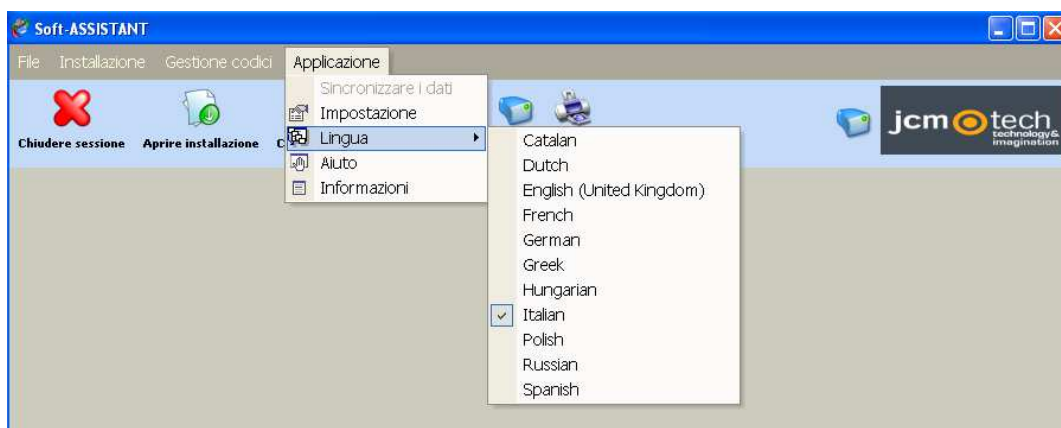 Soft-ASSISTANT
File Installazione Gestione codici Applicazione
Sincronizzare i dati
Impostazione
Lingua
Aiuto
Informazioni
Chiudere sessione Aprire installazione C
Catalan
Dutch
English (United Kingdom)
French
German
Greek
Hungarian
Italian
Polish
Russian
Spanish
jcm tech
technology&
imagination